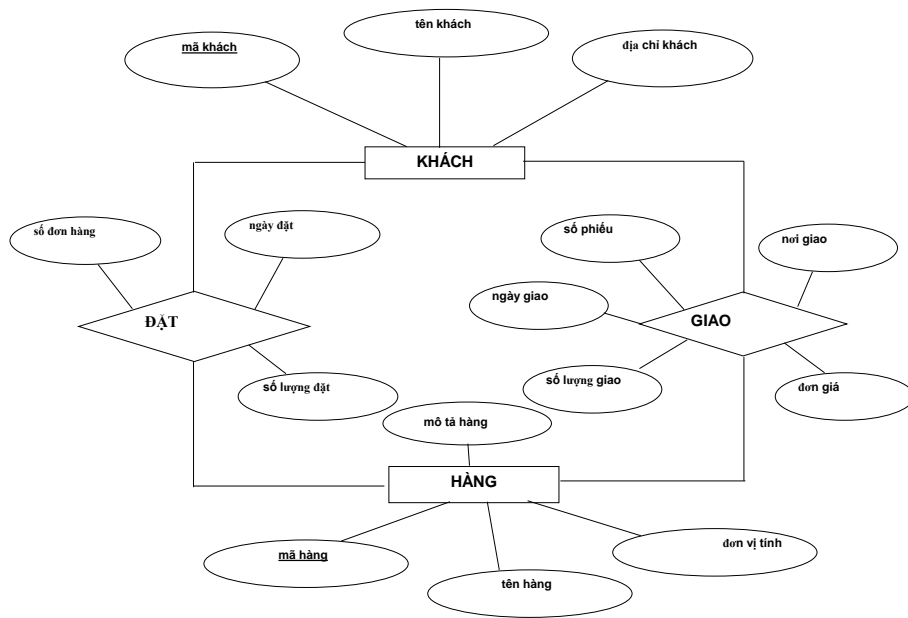 tên khách
mã khách
địa chỉ khách
KHÁCH
số đơn hàng
ngày đặt
số phiếu
nơi giao
ngày giao
ĐẶT
GIAO
số lượng đặt
số lượng giao
đơn giá
mô tả hàng
HÀNG
mã hàng
tên hàng
đơn vị tính